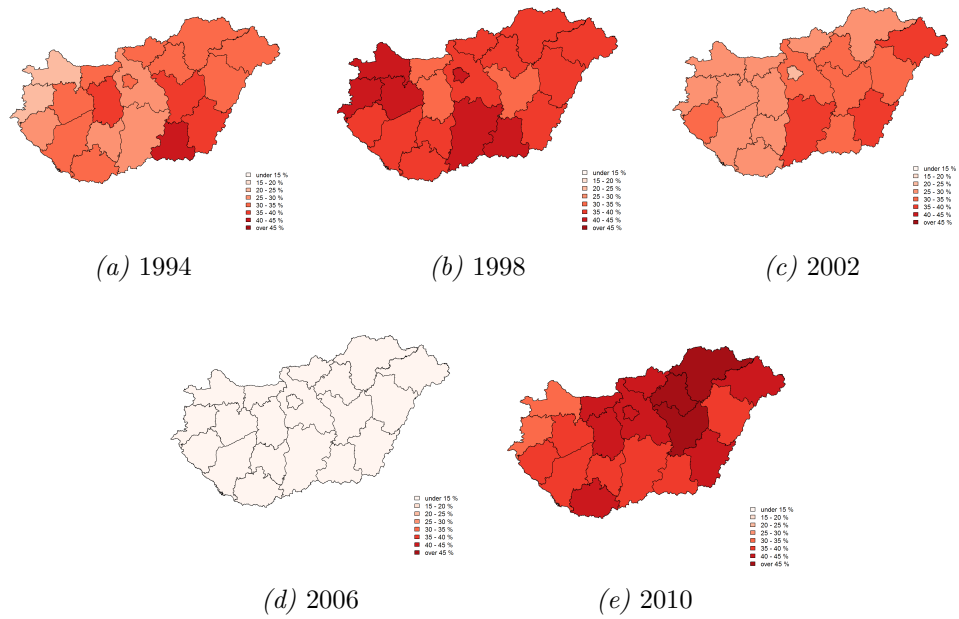 under 15 %
15 - 20 %
20 - 25 %
25 - 30 %
30 - 35 %
35 - 40 %
40 - 45 %
over 45 %
(a) 1994
under 15 %
15 - 20 %
20 - 25 %
25 - 30 %
30 - 35 %
35 - 40 %
40 - 45 %
over 45 %
(b) 1998
under 15 %
15 - 20 %
20 - 25 %
25 - 30 %
30 - 35 %
35 - 40 %
40 - 45 %
over 45 %
(c) 2002
under 15 %
15 - 20 %
20 - 25 %
25 - 30 %
30 - 35 %
35 - 40 %
40 - 45 %
over 45 %
(d) 2006
under 15 %
15 - 20 %
20 - 25 %
25 - 30 %
30 - 35 %
35 - 40 %
40 - 45 %
over 45 %
(e) 2010